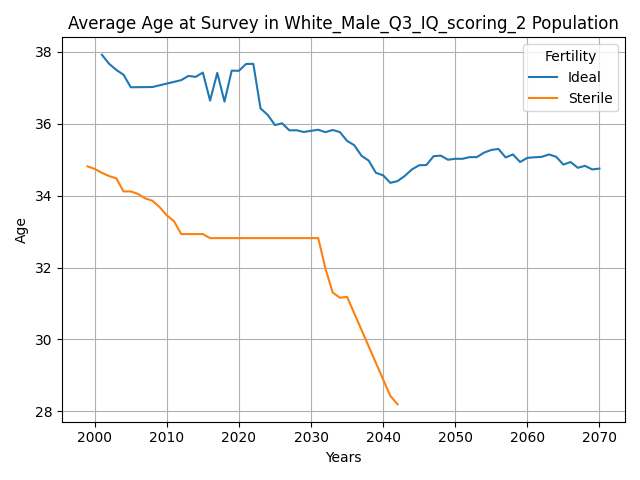 Average Age at Survey in White_Male_Q3_IQ_scoring_2 Population
Fertility
Ideal
Sterile
Age
38
36
34
32
30
28
2000 2010 2020 2030 2040 2050 2060 2070
Years